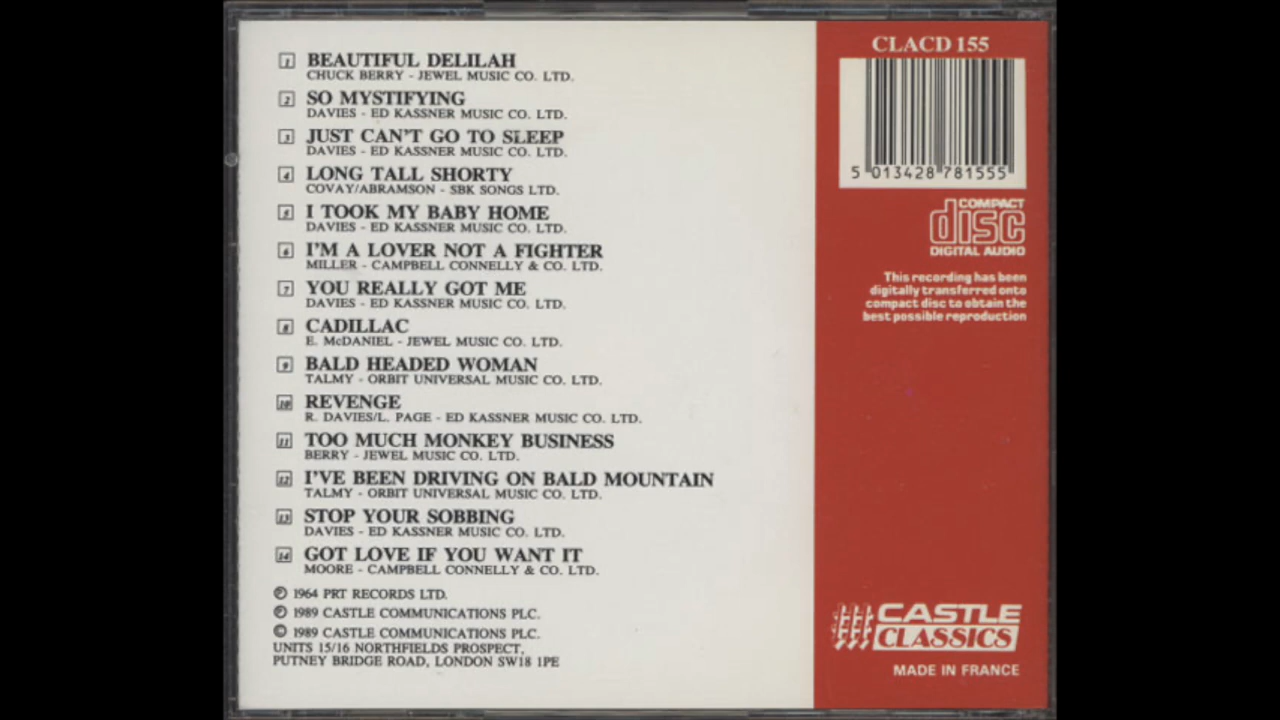 1 BEAUTIFUL DELILAH
CHUCK BERRY - JEWEL MUSIC CO. LTD.
2 SO MYSTIFYING
DAVIES - ED KASSNER MUSIC CO. LTD.
3 JUST CAN'T GO TO SLEEP
DAVIES - ED KASSNER MUSIC CO. LTD.
4 LONG TALL SHORTY
COVAY/ABRAMSON - SBK SONGS LTD.
5 I TOOK MY BABY HOME
DAVIES - ED KASSNER MUSIC CO. LTD.
6 I'M A LOVER NOT A FIGHTER
MILLER - CAMPBELL CONNELLY & CO. LTD.
7 YOU REALLY GOT ME
DAVIES - ED KASSNER MUSIC CO. LTD.
8 CADILLAC
E. McDANIEL - JEWEL MUSIC CO. LTD.
9 BALD HEADED WOMAN
TALMY - ORBIT UNIVERSAL MUSIC CO. LTD.
10 REVENGE
R. DAVIES/L. PAGE - ED KASSNER MUSIC CO. LTD.
11 TOO MUCH MONKEY BUSINESS
BERRY - JEWEL MUSIC CO. LTD.
12 I'VE BEEN DRIVING ON BALD MOUNTAIN
TALMY - ORBIT UNIVERSAL MUSIC CO. LTD.
13 STOP YOUR SOBBING
DAVIES - ED KASSNER MUSIC CO. LTD.
14 GOT LOVE IF YOU WANT IT
MOORE - CAMPBELL CONNELLY & CO. LTD.
℗ 1964 PRT RECORDS LTD.
℗ 1989 CASTLE COMMUNICATIONS PLC.
© 1989 CASTLE COMMUNICATIONS PLC.
UNITS 15/16 NORTHFIELDS PROSPECT,
PUTNEY BRIDGE ROAD, LONDON SW18 1PE
CLACD 155
5 013428 781555
COMPACT
disc
DIGITAL AUDIO
This recording has been
digitally transferred onto
compact disc to obtain the
best possible reproduction
CASTLE
CLASSICS
MADE IN FRANCE